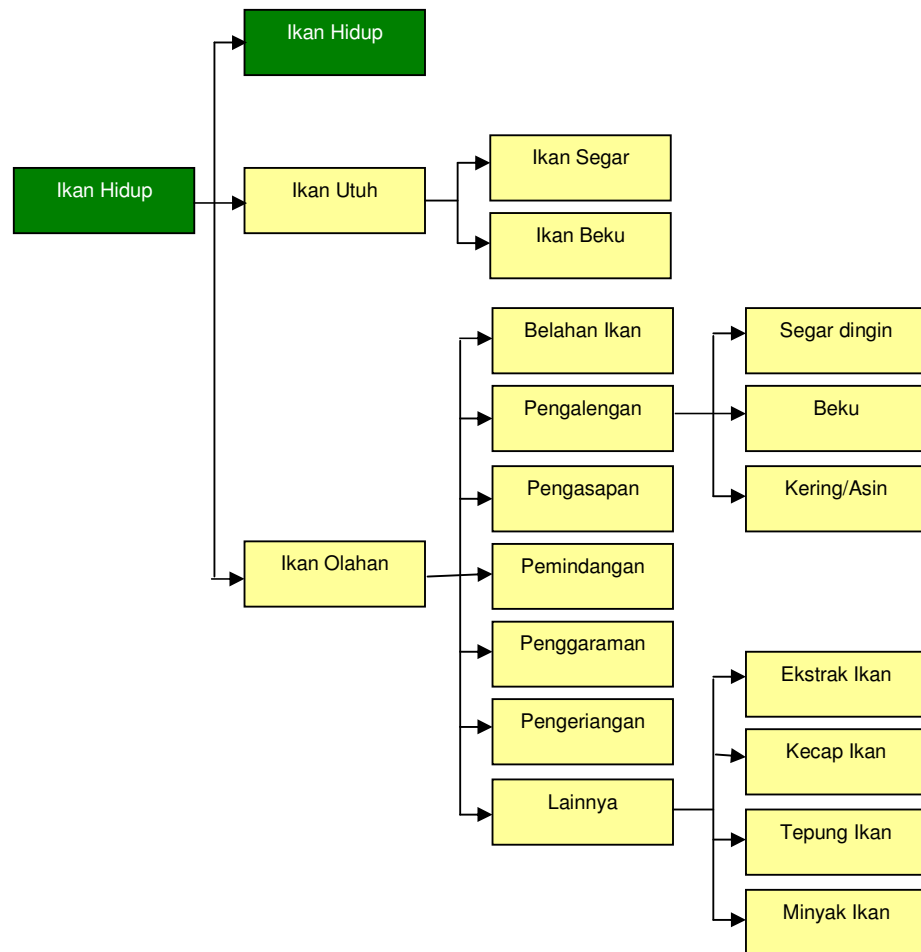 Ikan Hidup
Ikan Hidup
Ikan Utuh
Ikan Segar
Ikan Beku
Ikan Olahan
Belahan Ikan
Pengalengan
Segar dingin
Beku
Kering/Asin
Pengasapan
Pemindangan
Penggaraman
Pengeriangan
Lainnya
Ekstrak Ikan
Kecap Ikan
Tepung Ikan
Minyak Ikan